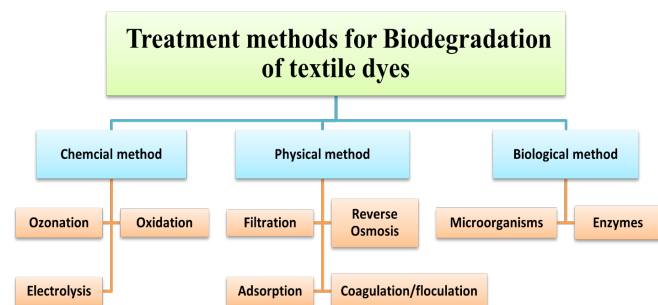 Treatment methods for Biodegradation
of textile dyes
Chemcial method
Physical method
Biological method
Ozonation
Oxidation
Filtration
Reverse
Osmosis
Microorganisms
Enzymes
Electrolysis
Adsorption
Coagulation/floculation